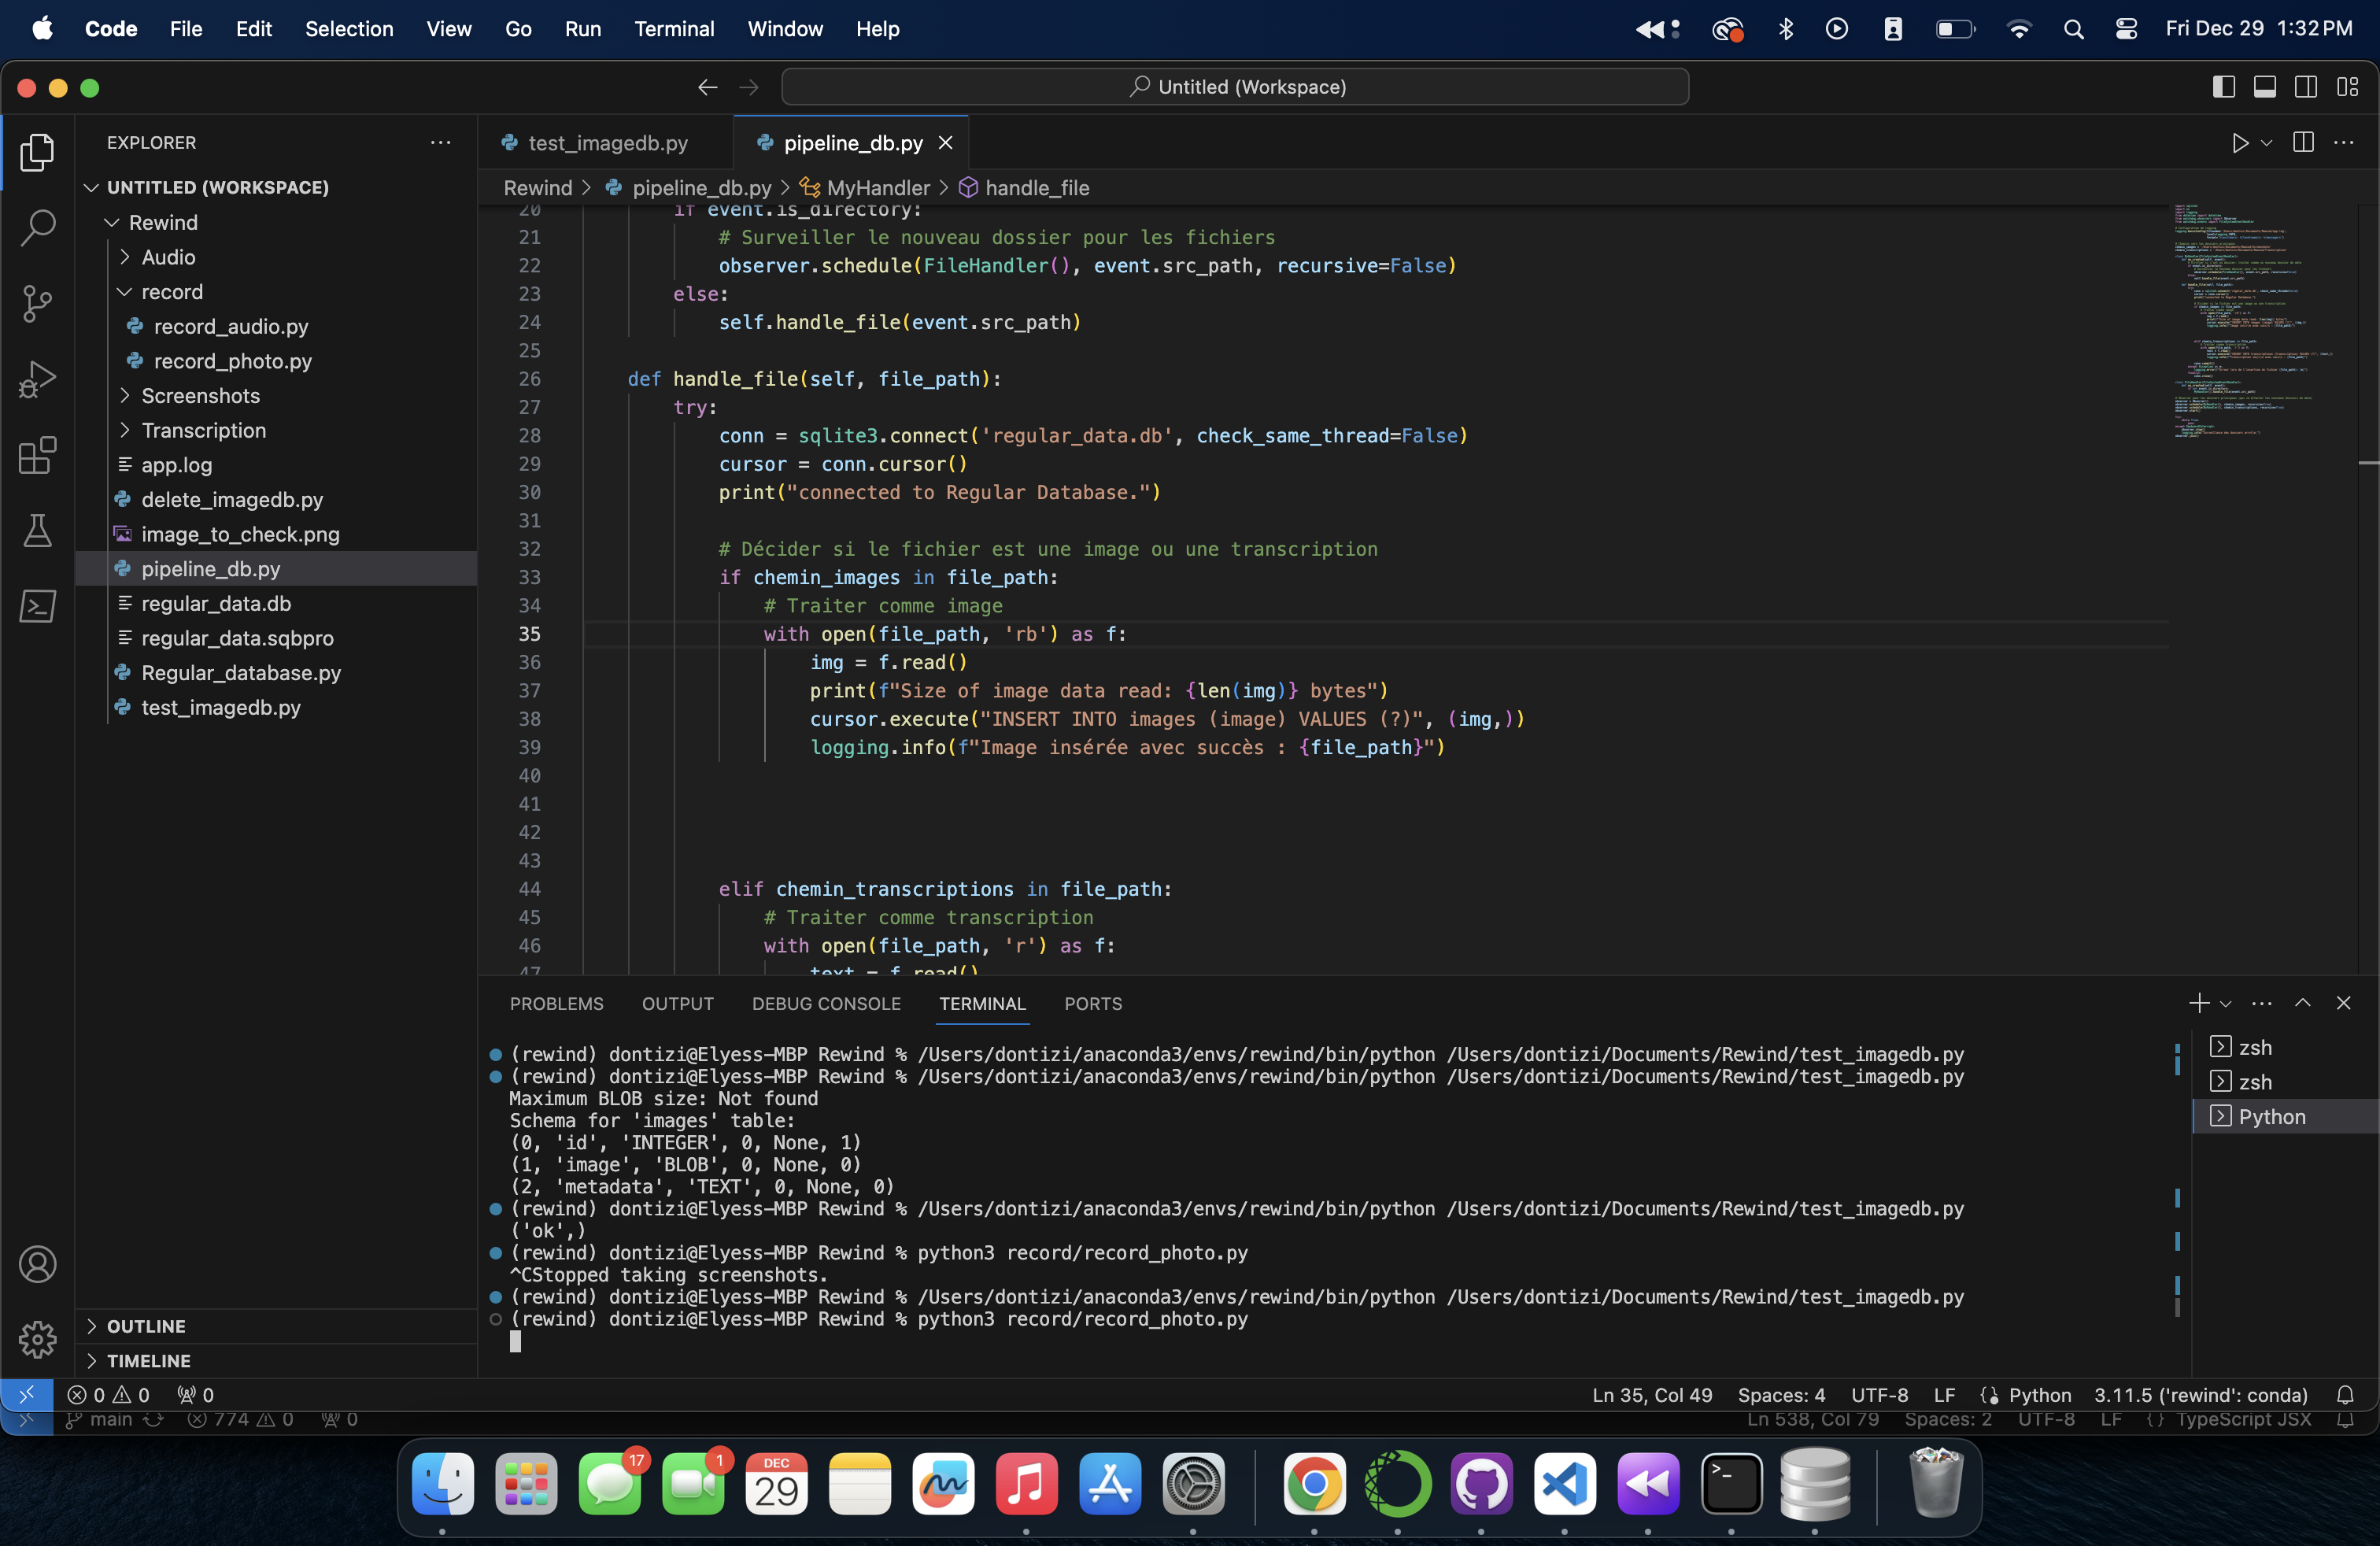 Code File Edit Selection View Go Run Terminal Window Help Fri Dec 29 1:32 PM
Untitled (Workspace)
EXPLORER
UNTITLED (WORKSPACE)
Rewind
Audio
record
record_audio.py
record_photo.py
Screenshots
Transcription
app.log
delete_imagedb.py
image_to_check.png
pipeline_db.py
regular_data.db
regular_data.sqbpro
Regular_database.py
test_imagedb.py
OUTLINE
TIMELINE
test_imagedb.py pipeline_db.py
Rewind > pipeline_db.py > MyHandler > handle_file
20 if event.is_directory:
21 # Surveiller le nouveau dossier pour les fichiers
22 observer.schedule(FileHandler(), event.src_path, recursive=False)
23 else:
24 self.handle_file(event.src_path)
25
26 def handle_file(self, file_path):
27 try:
28 conn = sqlite3.connect('regular_data.db', check_same_thread=False)
29 cursor = conn.cursor()
30 print("connected to Regular Database.")
31
32 # Décider si le fichier est une image ou une transcription
33 if chemin_images in file_path:
34 # Traiter comme image
35 with open(file_path, 'rb') as f:
36 img = f.read()
37 print(f"Size of image data read: {len(img)} bytes")
38 cursor.execute("INSERT INTO images (image) VALUES (?)", (img,))
39 logging.info(f"Image insérée avec succès : {file_path}")
40
41
42
43
44 elif chemin_transcriptions in file_path:
45 # Traiter comme transcription
46 with open(file_path, 'r') as f:
47 text = f.read()
PROBLEMS OUTPUT DEBUG CONSOLE TERMINAL PORTS
(rewind) dontizi@Elyess-MBP Rewind % /Users/dontizi/anaconda3/envs/rewind/bin/python /Users/dontizi/Documents/Rewind/test_imagedb.py
(rewind) dontizi@Elyess-MBP Rewind % /Users/dontizi/anaconda3/envs/rewind/bin/python /Users/dontizi/Documents/Rewind/test_imagedb.py
Maximum BLOB size: Not found
Schema for 'images' table:
(0, 'id', 'INTEGER', 0, None, 1)
(1, 'image', 'BLOB', 0, None, 0)
(2, 'metadata', 'TEXT', 0, None, 0)
(rewind) dontizi@Elyess-MBP Rewind % /Users/dontizi/anaconda3/envs/rewind/bin/python /Users/dontizi/Documents/Rewind/test_imagedb.py
('ok',)
(rewind) dontizi@Elyess-MBP Rewind % python3 record/record_photo.py
^CStopped taking screenshots.
(rewind) dontizi@Elyess-MBP Rewind % /Users/dontizi/anaconda3/envs/rewind/bin/python /Users/dontizi/Documents/Rewind/test_imagedb.py
(rewind) dontizi@Elyess-MBP Rewind % python3 record/record_photo.py
zsh
zsh
Python
0 0 0 Ln 35, Col 49 Spaces: 4 UTF-8 LF Python 3.11.5 ('rewind': conda)
main 774 0 0 Ln 538, Col 79 Spaces: 2 UTF-8 LF {} TypeScript JSX
17 1 DEC 29